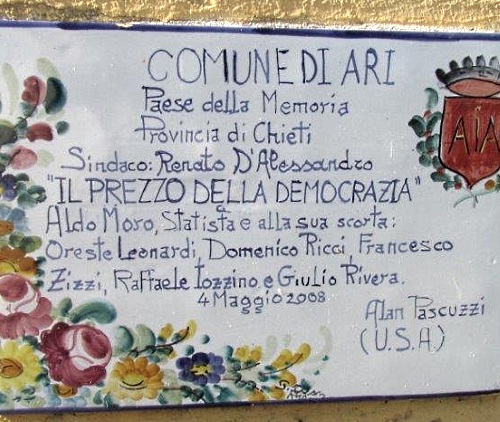 COMUNE DI ARI
Paese della Memoria
Provincia di Chieti
Sindaco: Renato D'Alessandro
"IL PREZZO DELLA DEMOCRAZIA"
Aldo Moro, Statista e alla sua scorta:
Oreste Leonardi, Domenico Ricci, Francesco
Zizzi, Raffaele Iozzino e Giulio Rivera.
4 Maggio 2008
Alan Pascuzzi
(U.S.A.)
AIA